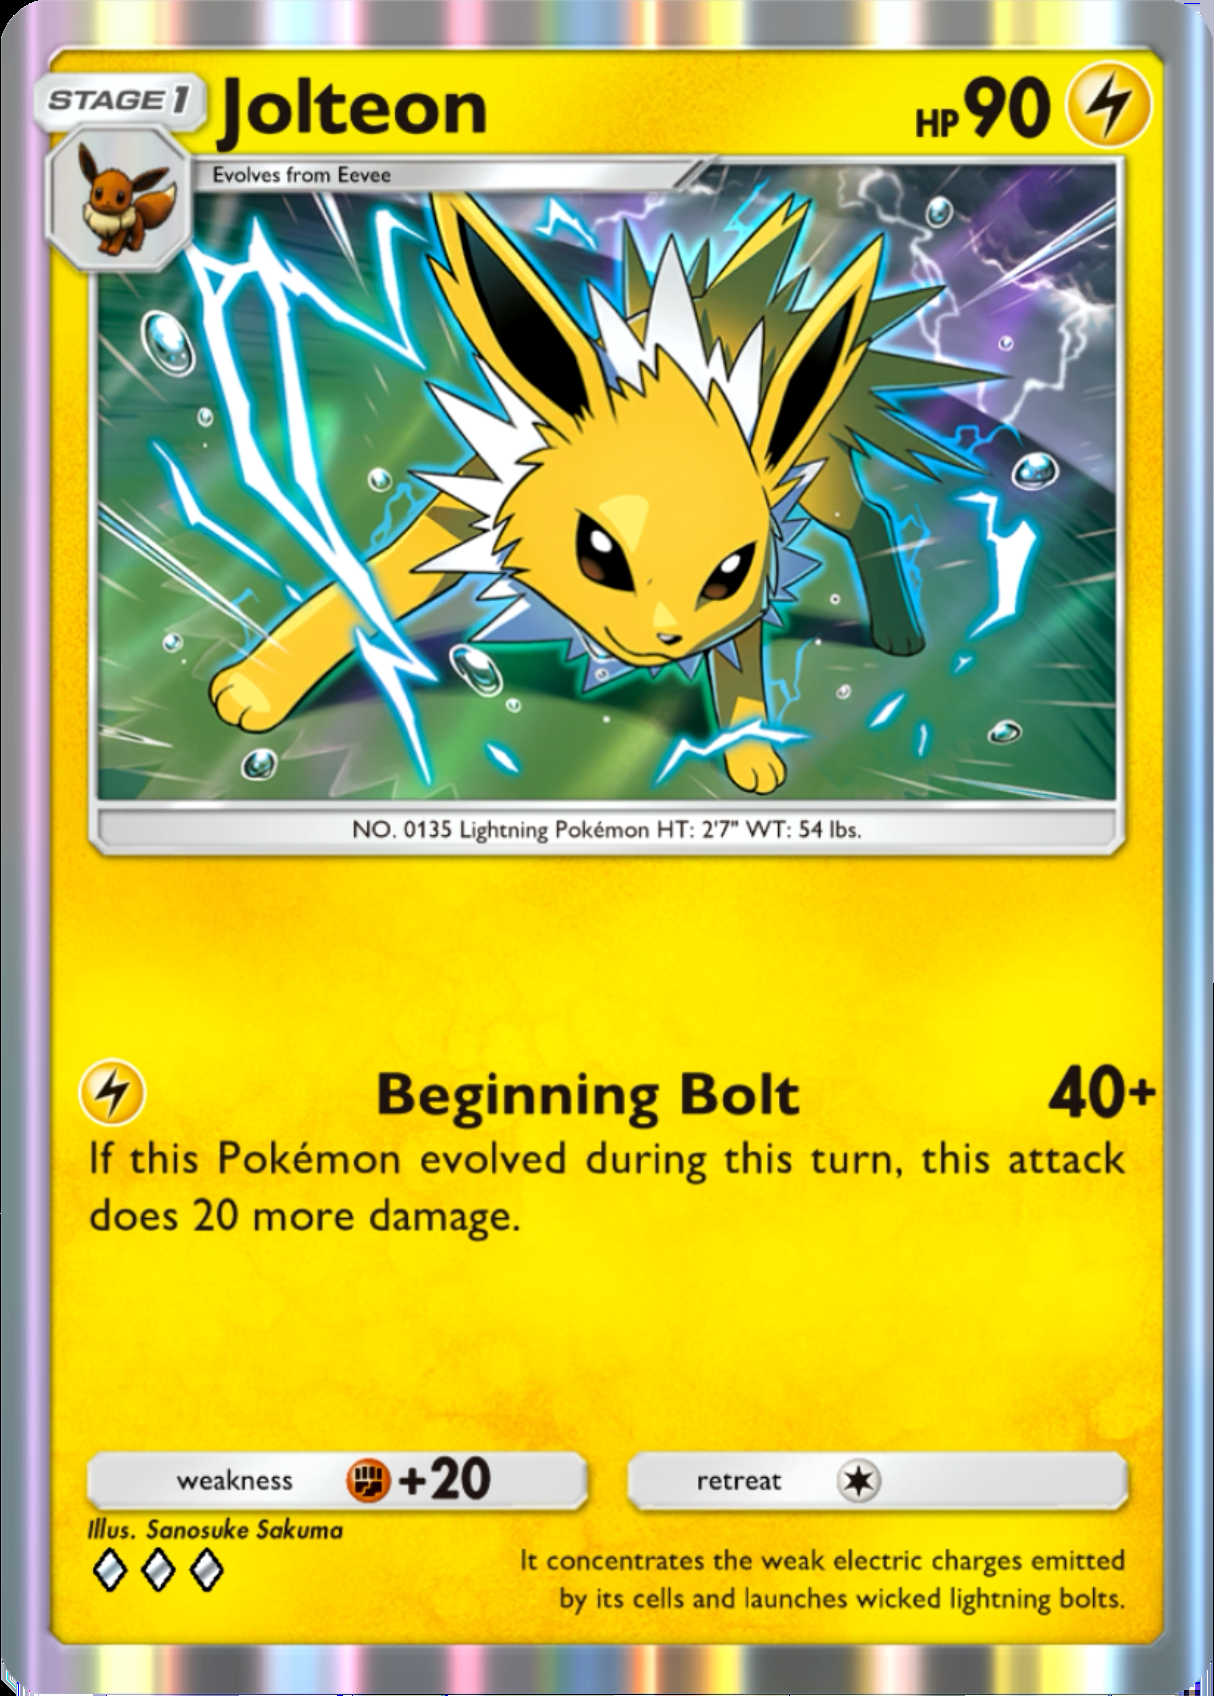 STAGE 1
Jolteon
HP 90
Evolves from Eevee
NO. 0135 Lightning Pokémon HT: 2'7" WT: 54 lbs.
Beginning Bolt 40+
If this Pokémon evolved during this turn, this attack
does 20 more damage.
weakness +20
retreat
Illus. Sanosuke Sakuma
It concentrates the weak electric charges emitted
by its cells and launches wicked lightning bolts.